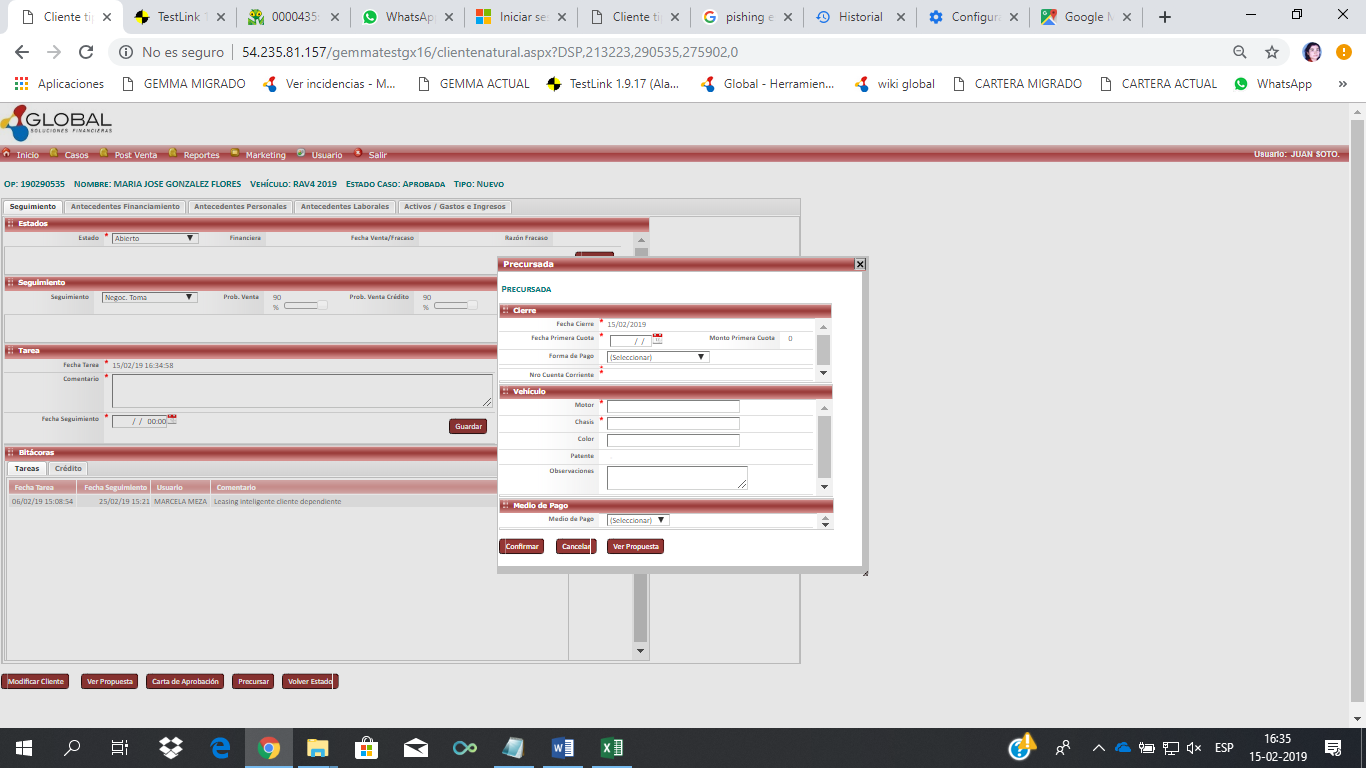 Cliente ti
TestLink 1
0000435
WhatsApp
Iniciar ses
Cliente tip
pishing e
Historial
Configura
Google M
No es seguro
54.235.81.157/gemmatestgx16/clientenatural.aspx?DSP,213223,290535,275902,0
Aplicaciones
GEMMA MIGRADO
Ver incidencias - M...
GEMMA ACTUAL
TestLink 1.9.17 (Ala...
Global - Herramien...
wiki global
CARTERA MIGRADO
CARTERA ACTUAL
WhatsApp
»
GLOBAL
SOLUCIONES FINANCIERAS
Inicio
Casos
Post Venta
Reportes
Marketing
Usuario
Salir
Usuario: JUAN SOTO.
Op: 190290535 Nombre: MARIA JOSE GONZALEZ FLORES Vehículo: RAV4 2019 Estado Caso: Aprobada Tipo: Nuevo
Seguimiento
Antecedentes Financiamiento
Antecedentes Personales
Antecedentes Laborales
Activos / Gastos e Ingresos
Estados
Estado * Abierto
Financiera
Fecha Venta/Fracaso
Razón Fracaso
Seguimiento
Seguimiento Negoc. Toma
Prob. Venta 90
%
Prob. Venta Crédito 90
%
Tarea
Fecha Tarea * 15/02/19 16:34:58
Comentario *
Fecha Seguimiento * / / 00:00
Guardar
Bitácoras
Tareas
Crédito
Fecha Tarea
Fecha Seguimiento
Usuario
Comentario
06/02/19 15:08:54
25/02/19 15:21
MARCELA MEZA
Leasing inteligente cliente dependiente
Precursada
Precursada
Cierre
Fecha Cierre * 15/02/2019
Fecha Primera Cuota * / /
Monto Primera Cuota 0
Forma de Pago * (Seleccionar)
Nro Cuenta Corriente *
Vehículo
Motor *
Chasis *
Color
Patente
Observaciones
Medio de Pago
Medio de Pago (Seleccionar)
Confirmar
Cancelar
Ver Propuesta
Modificar Cliente
Ver Propuesta
Carta de Aprobación
Precursar
Volver Estado
ESP
16:35
15-02-2019